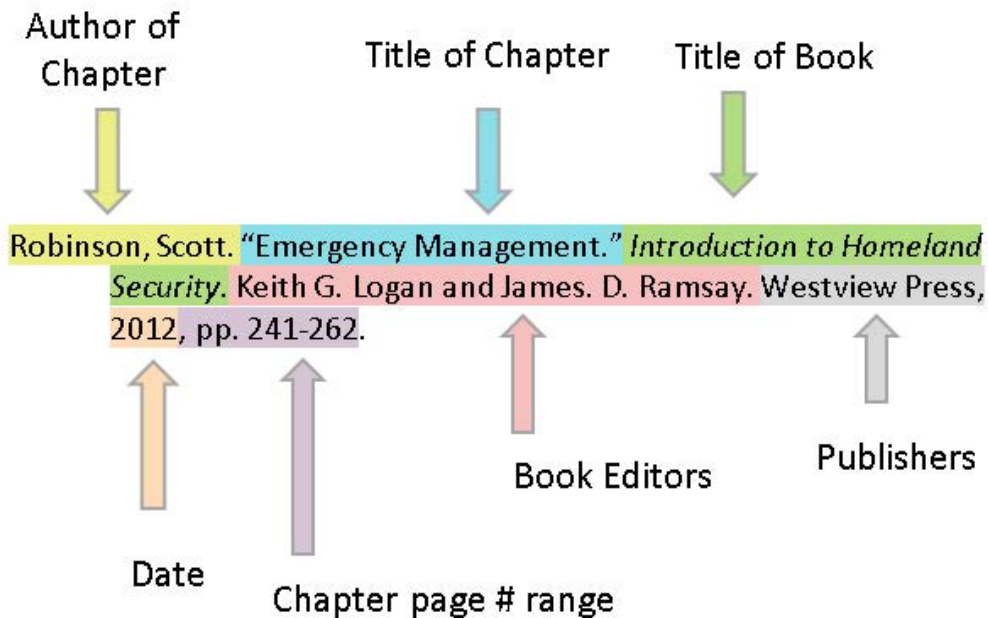 Author of
Chapter
Title of Chapter
Title of Book
Robinson, Scott. “Emergency Management.” Introduction to Homeland
Security. Keith G. Logan and James. D. Ramsay. Westview Press,
2012, pp. 241-262.
Book Editors
Publishers
Date
Chapter page # range